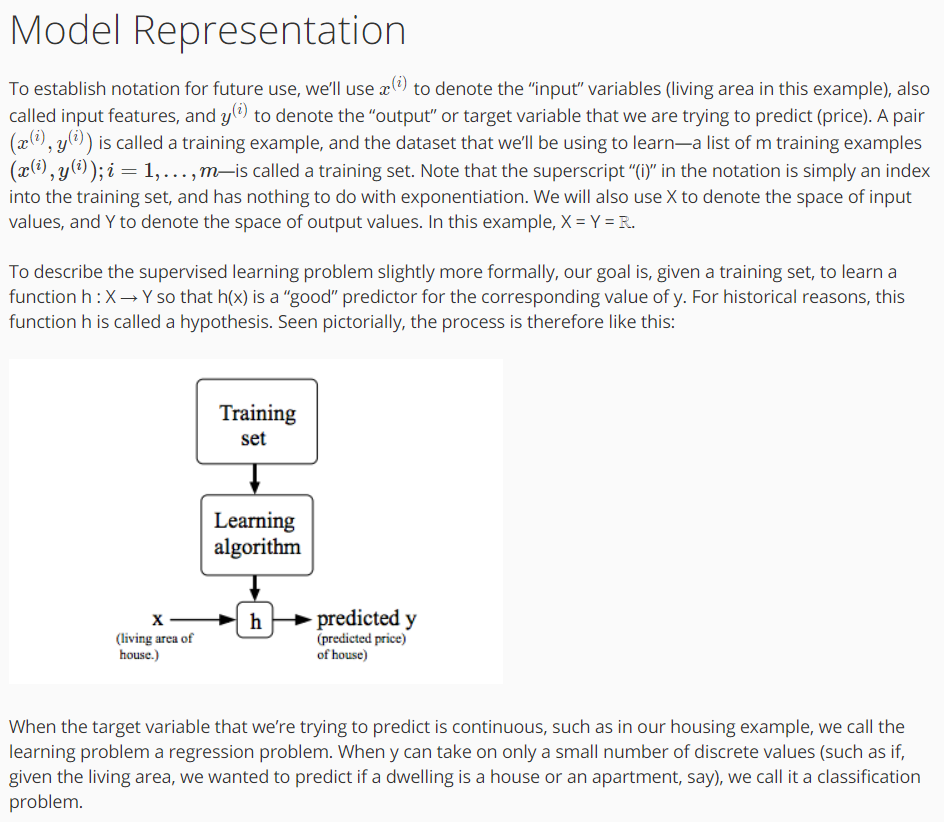 Model Representation
To establish notation for future use, we'll use x⁽ⁱ⁾ to denote the “input” variables (living area in this example), also
called input features, and y⁽ⁱ⁾ to denote the “output” or target variable that we are trying to predict (price). A pair
(x⁽ⁱ⁾, y⁽ⁱ⁾) is called a training example, and the dataset that we’ll be using to learn—a list of m training examples
(x⁽ⁱ⁾, y⁽ⁱ⁾); i = 1, . . . , m—is called a training set. Note that the superscript “(i)” in the notation is simply an index
into the training set, and has nothing to do with exponentiation. We will also use X to denote the space of input
values, and Y to denote the space of output values. In this example, X = Y = ℝ.
To describe the supervised learning problem slightly more formally, our goal is, given a training set, to learn a
function h : X → Y so that h(x) is a “good” predictor for the corresponding value of y. For historical reasons, this
function h is called a hypothesis. Seen pictorially, the process is therefore like this:
Training
set
Learning
algorithm
x
h
predicted y
(living area of
house.)
(predicted price)
of house)
When the target variable that we’re trying to predict is continuous, such as in our housing example, we call the
learning problem a regression problem. When y can take on only a small number of discrete values (such as if,
given the living area, we wanted to predict if a dwelling is a house or an apartment, say), we call it a classification
problem.